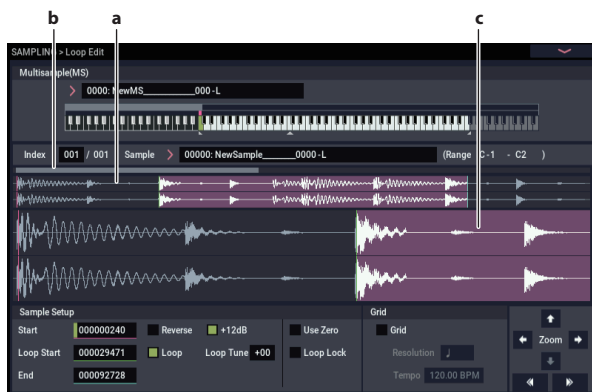 b a c
SAMPLING > Loop Edit
Multisample(MS)
0000: NewMS_________000-L
Index 001 / 001 Sample 00000: NewSample____0000-L (Range C-1 - C2 )
Sample Setup Grid
Start 000000240 Reverse +12dB Use Zero Grid
Loop Start 000029471 Loop Loop Tune +00 Loop Lock Resolution ♩ Zoom
End 000092728 Tempo 120.00 BPM